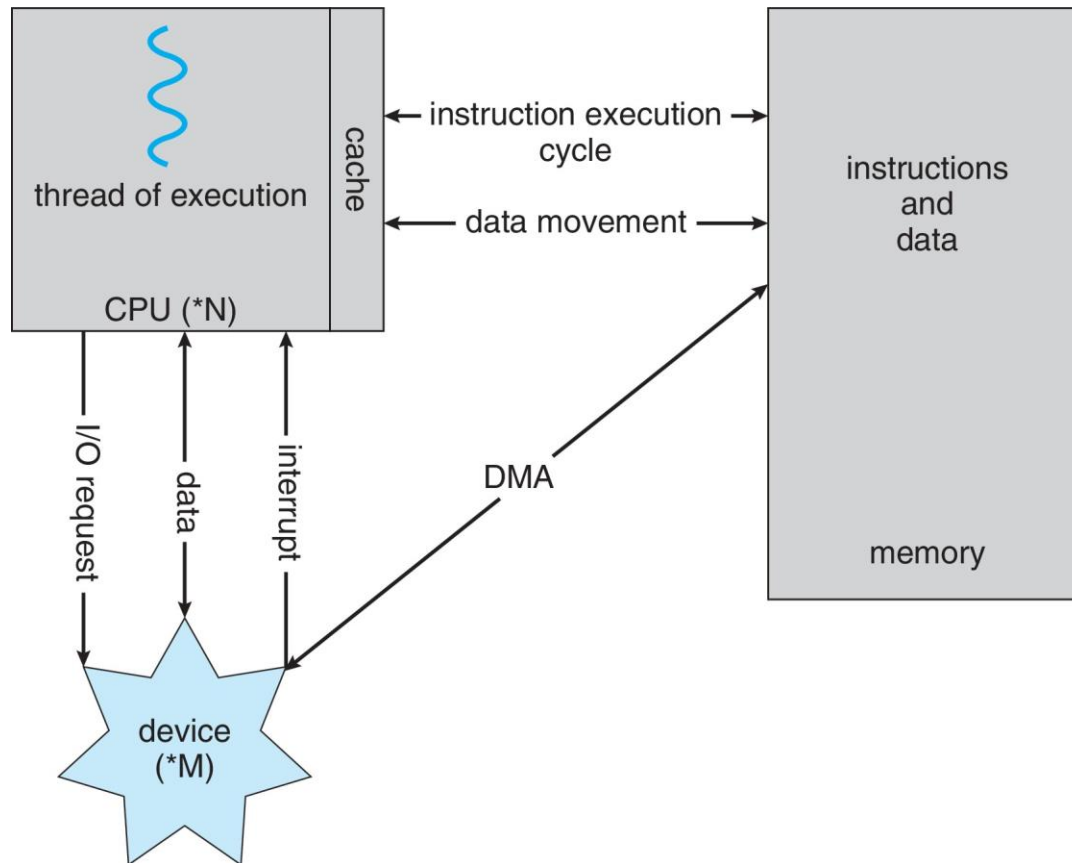 thread of execution
cache
CPU (*N)
instruction execution
cycle
data movement
instructions
and
data
memory
I/O request
data
interrupt
DMA
device
(*M)